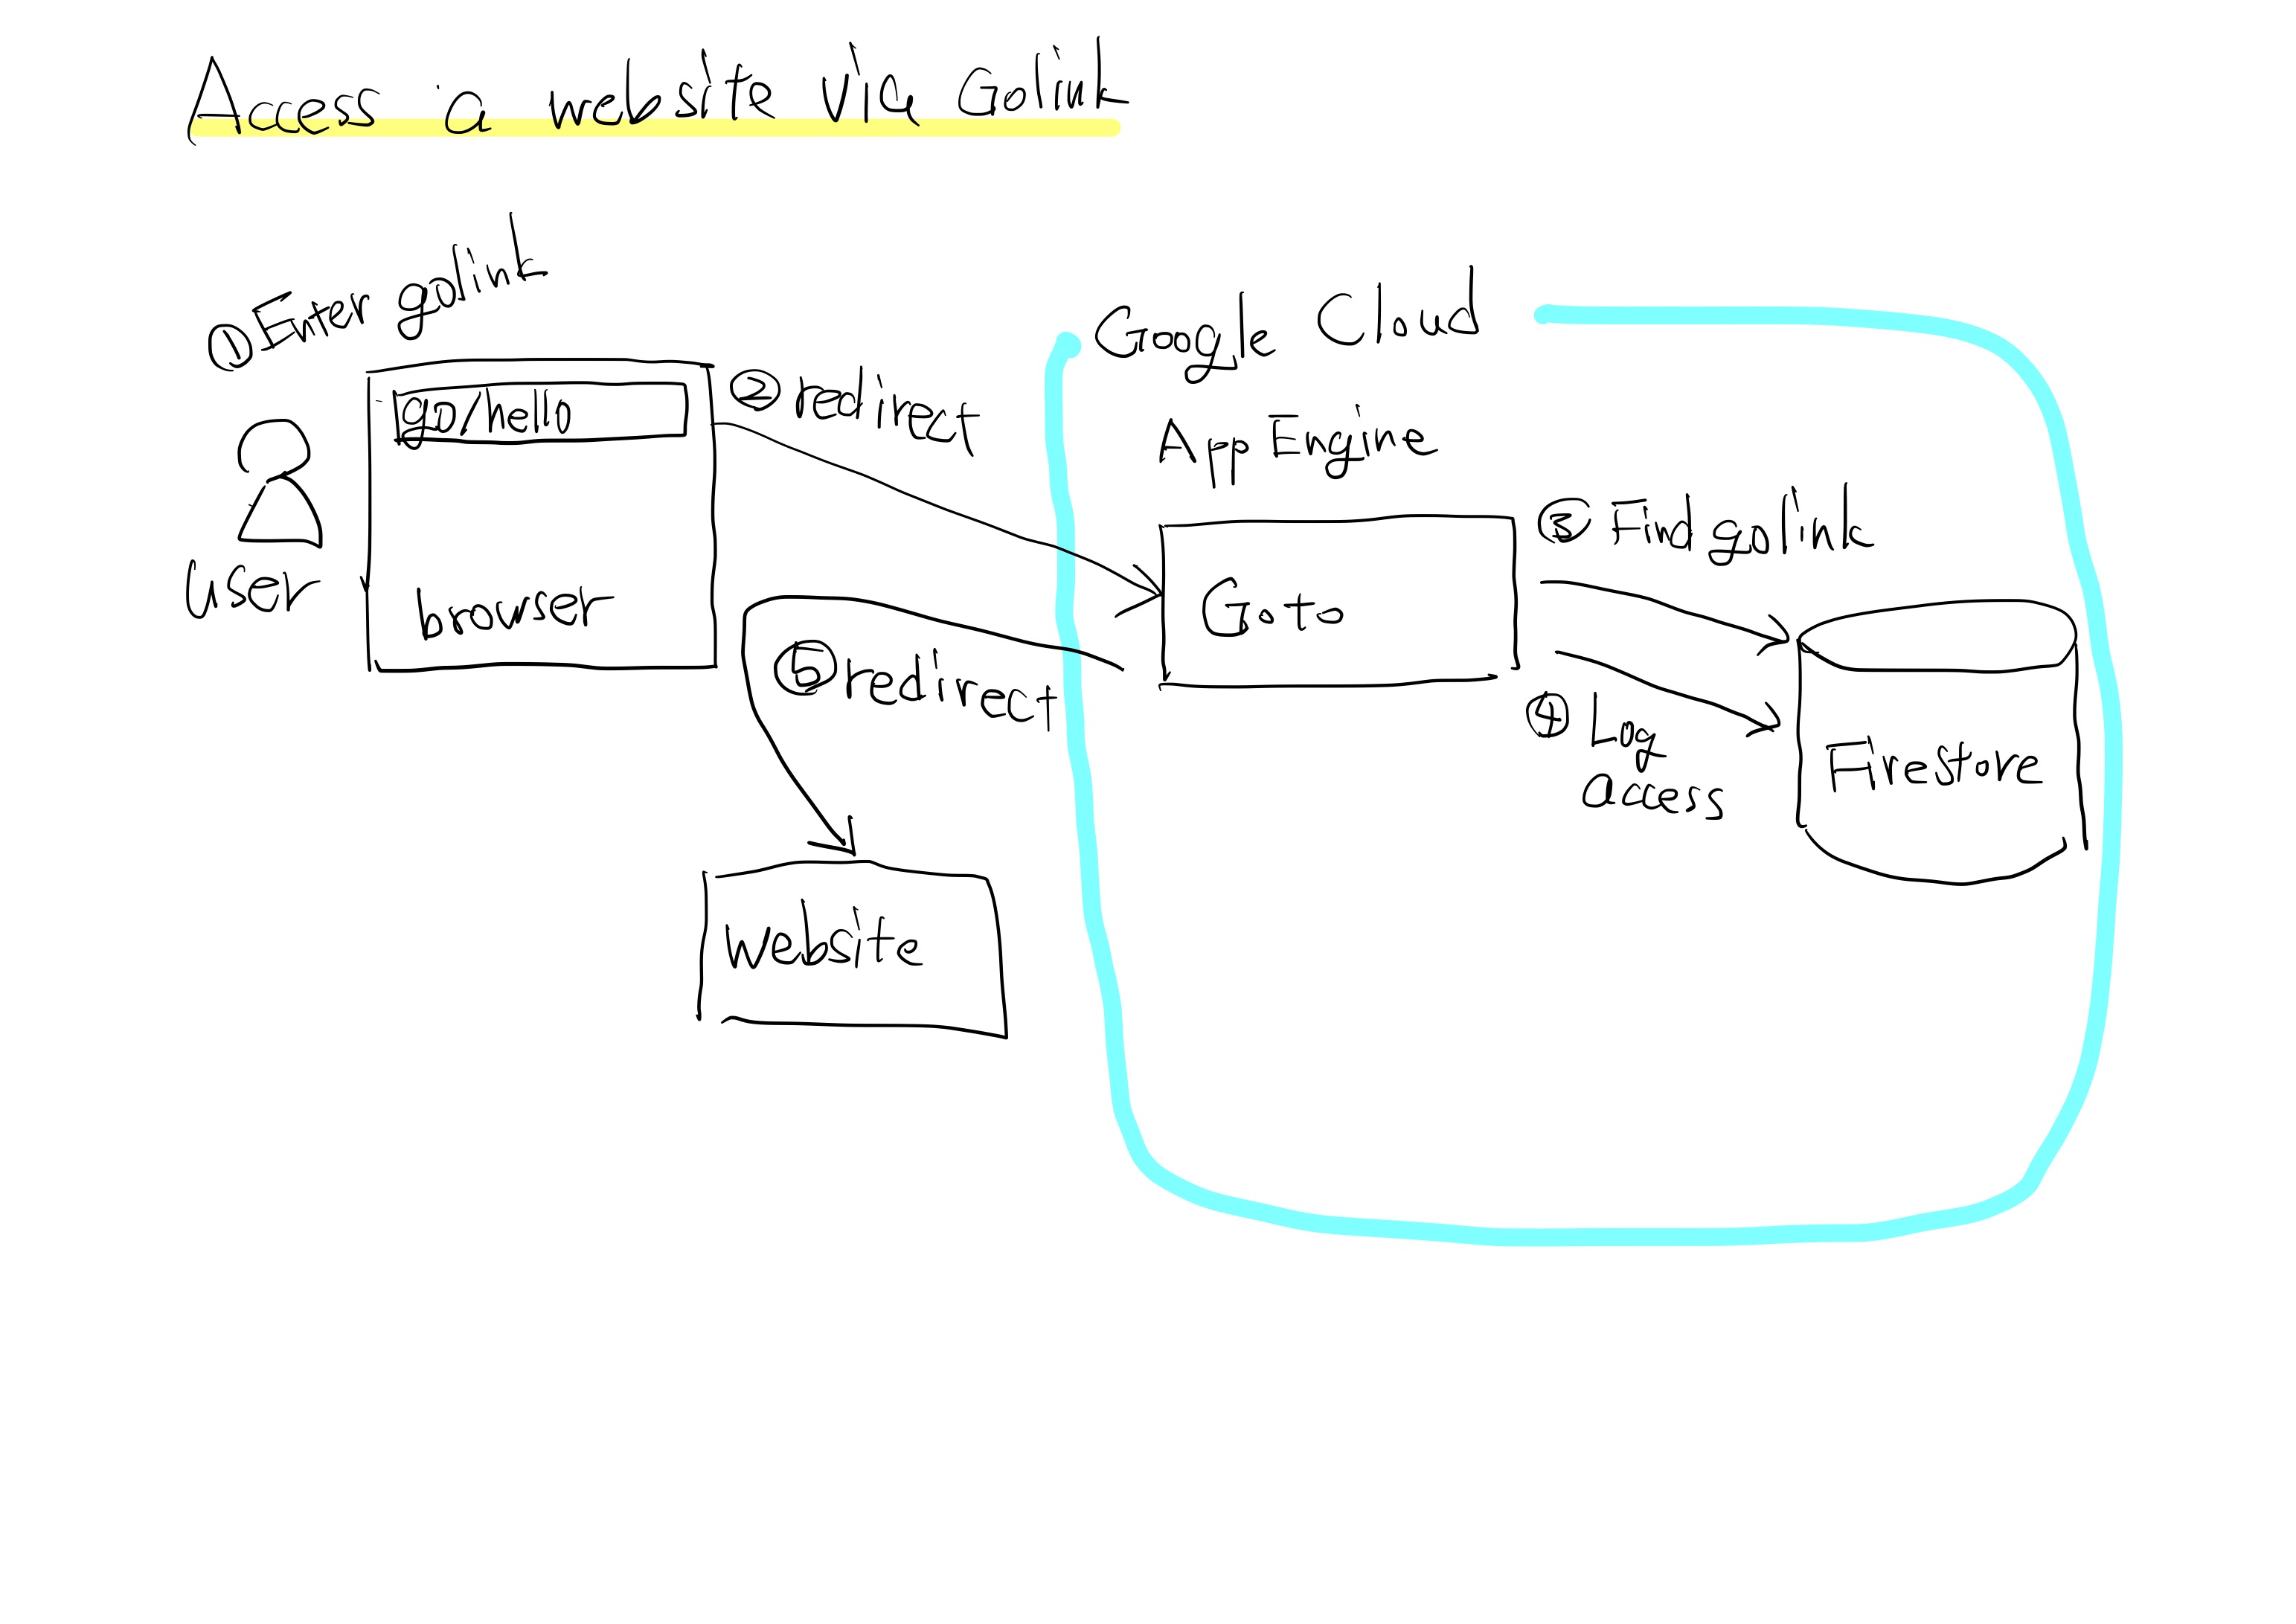 Access a website via Golink
① Enter golink
go/hello
browser
User
② redirect
Google Cloud
App Engine
Goto
③ Find golink
④ Log
access
FireStore
⑤ redirect
website